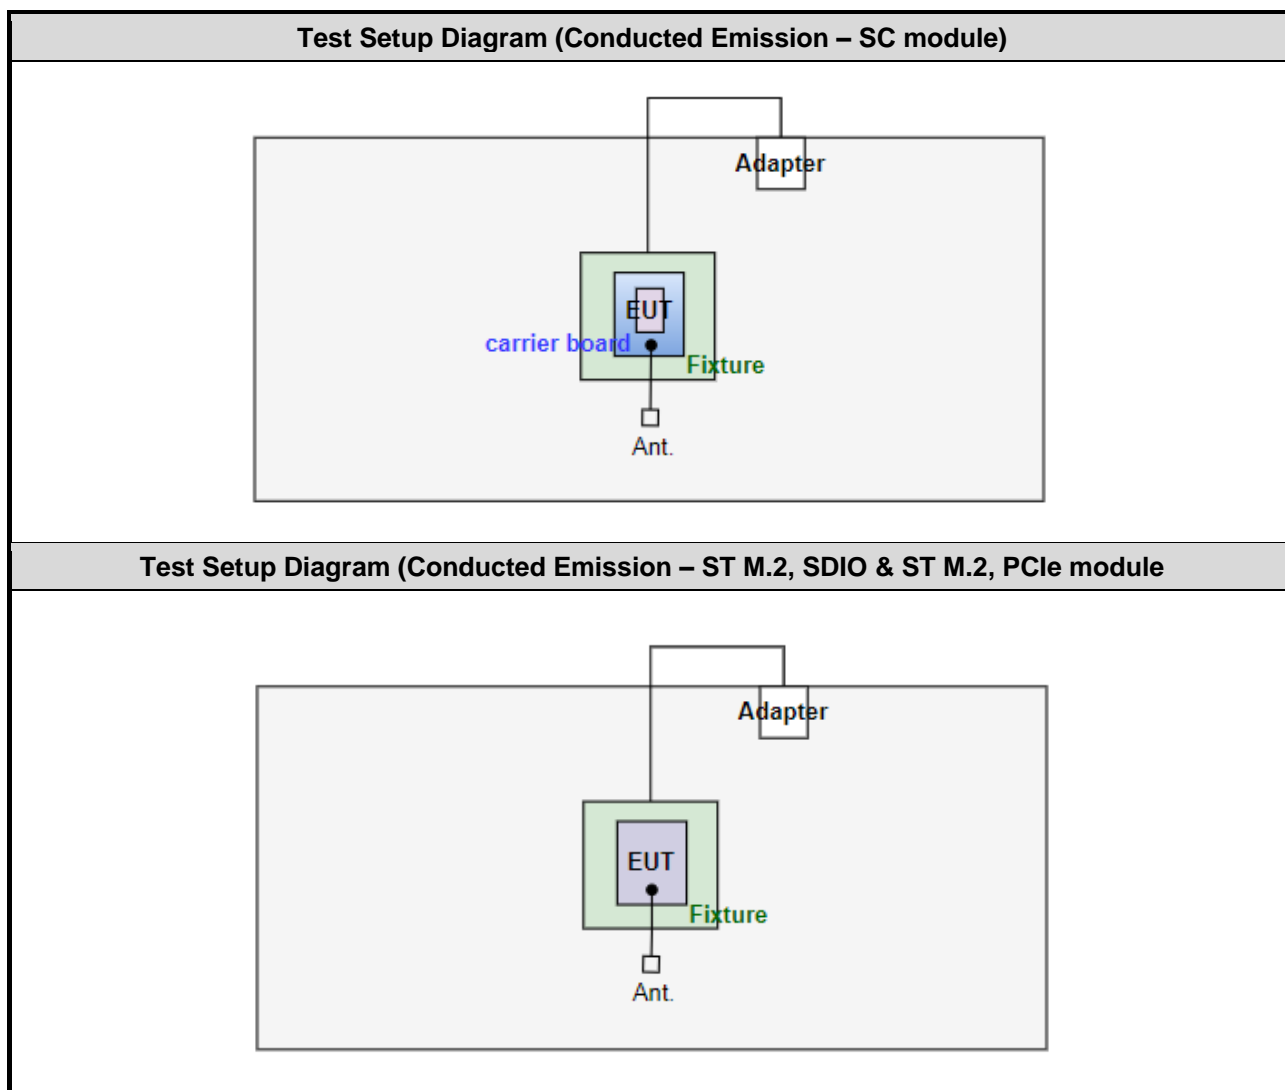 Test Setup Diagram (Conducted Emission – SC module)
Adapter
EUT
carrier board
Fixture
Ant.
Test Setup Diagram (Conducted Emission – ST M.2, SDIO & ST M.2, PCIe module
Adapter
EUT
Fixture
Ant.